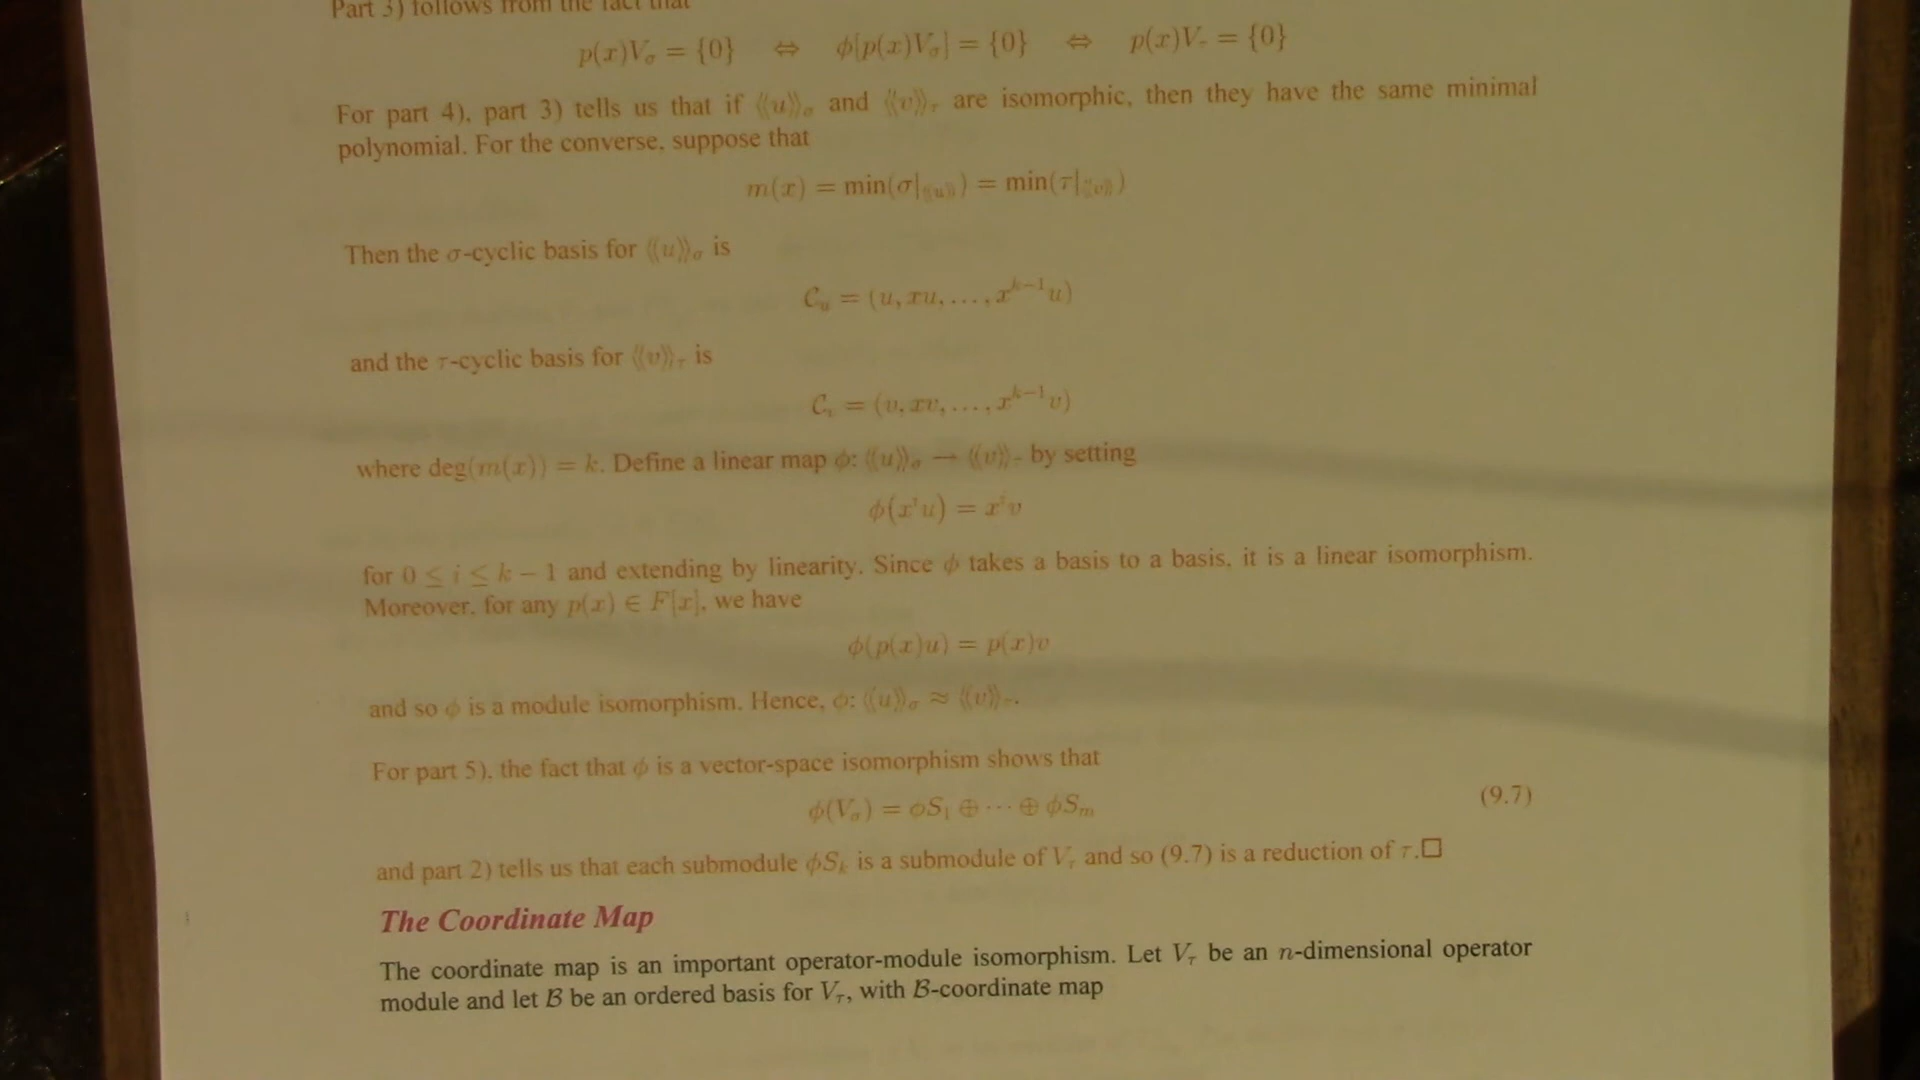 Part 3) follows from the fact that
p(x)V_σ = {0} ⇔ φ[p(x)V_σ] = {0} ⇔ p(x)V_τ = {0}
For part 4), part 3) tells us that if ⟨⟨u⟩⟩_σ and ⟨⟨v⟩⟩_τ are isomorphic, then they have the same minimal
polynomial. For the converse, suppose that
m(x) = min(σ|_⟨⟨u⟩⟩) = min(τ|_⟨⟨v⟩⟩)
Then the σ-cyclic basis for ⟨⟨u⟩⟩_σ is
C_u = (u, xu, …, x^{k−1}u)
and the τ-cyclic basis for ⟨⟨v⟩⟩_τ is
C_v = (v, xv, …, x^{k−1}v)
where deg(m(x)) = k. Define a linear map φ: ⟨⟨u⟩⟩_σ → ⟨⟨v⟩⟩_τ by setting
φ(x^i u) = x^i v
for 0 ≤ i ≤ k − 1 and extending by linearity. Since φ takes a basis to a basis, it is a linear isomorphism.
Moreover, for any p(x) ∈ F[x], we have
φ(p(x)u) = p(x)v
and so φ is a module isomorphism. Hence, φ: ⟨⟨u⟩⟩_σ ≈ ⟨⟨v⟩⟩_τ.
For part 5), the fact that φ is a vector-space isomorphism shows that
φ(V_σ) = φS_1 ⊕ ⋯ ⊕ φS_m (9.7)
and part 2) tells us that each submodule φS_k is a submodule of V_τ and so (9.7) is a reduction of τ.□
The Coordinate Map
The coordinate map is an important operator-module isomorphism. Let V_τ be an n-dimensional operator
module and let B be an ordered basis for V_τ, with B-coordinate map